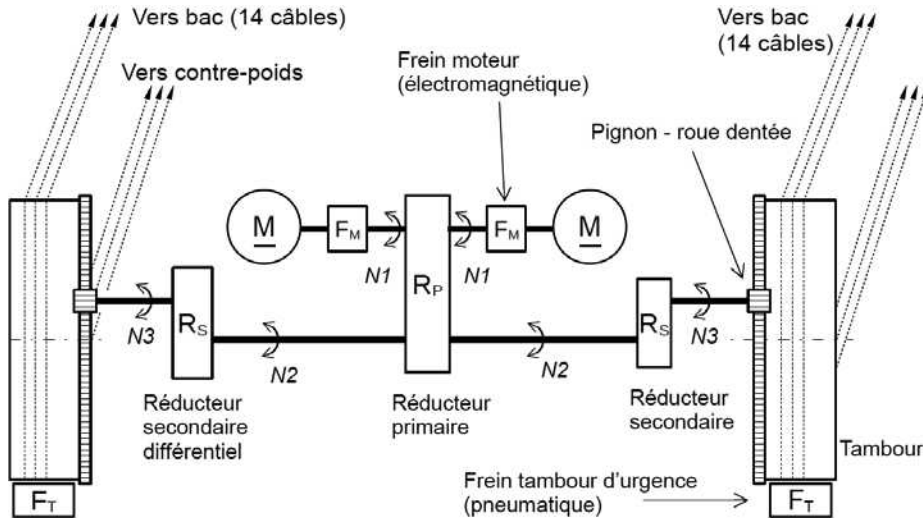 Vers bac (14 câbles)
Vers contre-poids
Frein moteur
(électromagnétique)
Vers bac
(14 câbles)
Pignon - roue dentée
M
FM
N1
RP
N1
FM
M
N3
RS
N2
N2
RS
N3
Réducteur
secondaire
différentiel
Réducteur
primaire
Réducteur
secondaire
Tambour
Frein tambour d'urgence
(pneumatique)
FT
FT